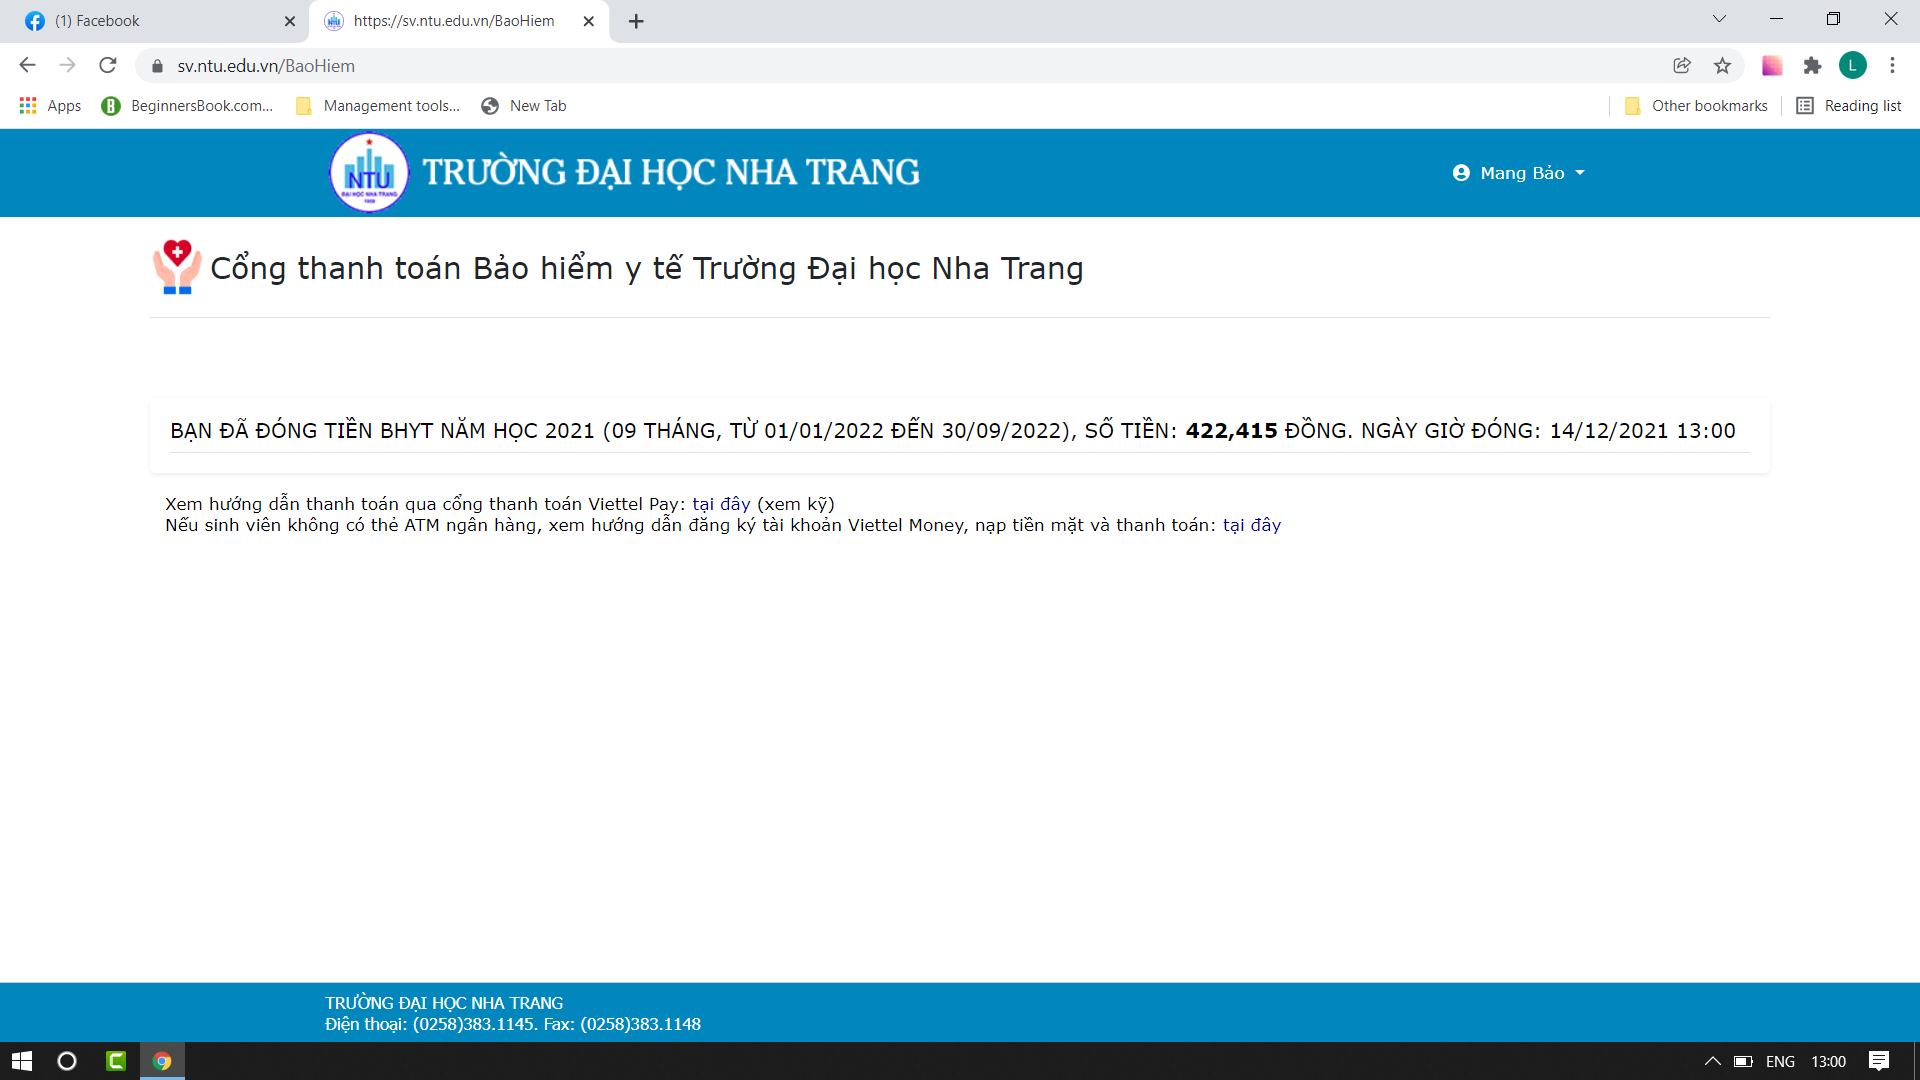 (1) Facebook
https://sv.ntu.edu.vn/BaoHiem
sv.ntu.edu.vn/BaoHiem
L
Apps
BeginnersBook.com...
Management tools...
New Tab
Other bookmarks
Reading list
NTU
ĐẠI HỌC NHA TRANG
1959
TRƯỜNG ĐẠI HỌC NHA TRANG
Mang Bảo
Cổng thanh toán Bảo hiểm y tế Trường Đại học Nha Trang
BẠN ĐÃ ĐÓNG TIỀN BHYT NĂM HỌC 2021 (09 THÁNG, TỪ 01/01/2022 ĐẾN 30/09/2022), SỐ TIỀN: 422,415 ĐỒNG. NGÀY GIỜ ĐÓNG: 14/12/2021 13:00
Xem hướng dẫn thanh toán qua cổng thanh toán Viettel Pay: tại đây (xem kỹ)
Nếu sinh viên không có thẻ ATM ngân hàng, xem hướng dẫn đăng ký tài khoản Viettel Money, nạp tiền mặt và thanh toán: tại đây
TRƯỜNG ĐẠI HỌC NHA TRANG
Điện thoại: (0258)383.1145. Fax: (0258)383.1148
ENG
13:00